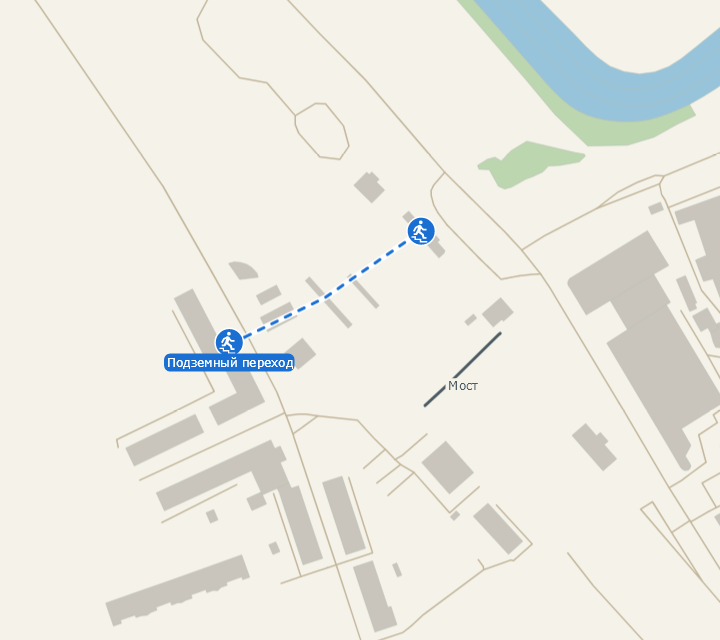 Подземный переход
Мост